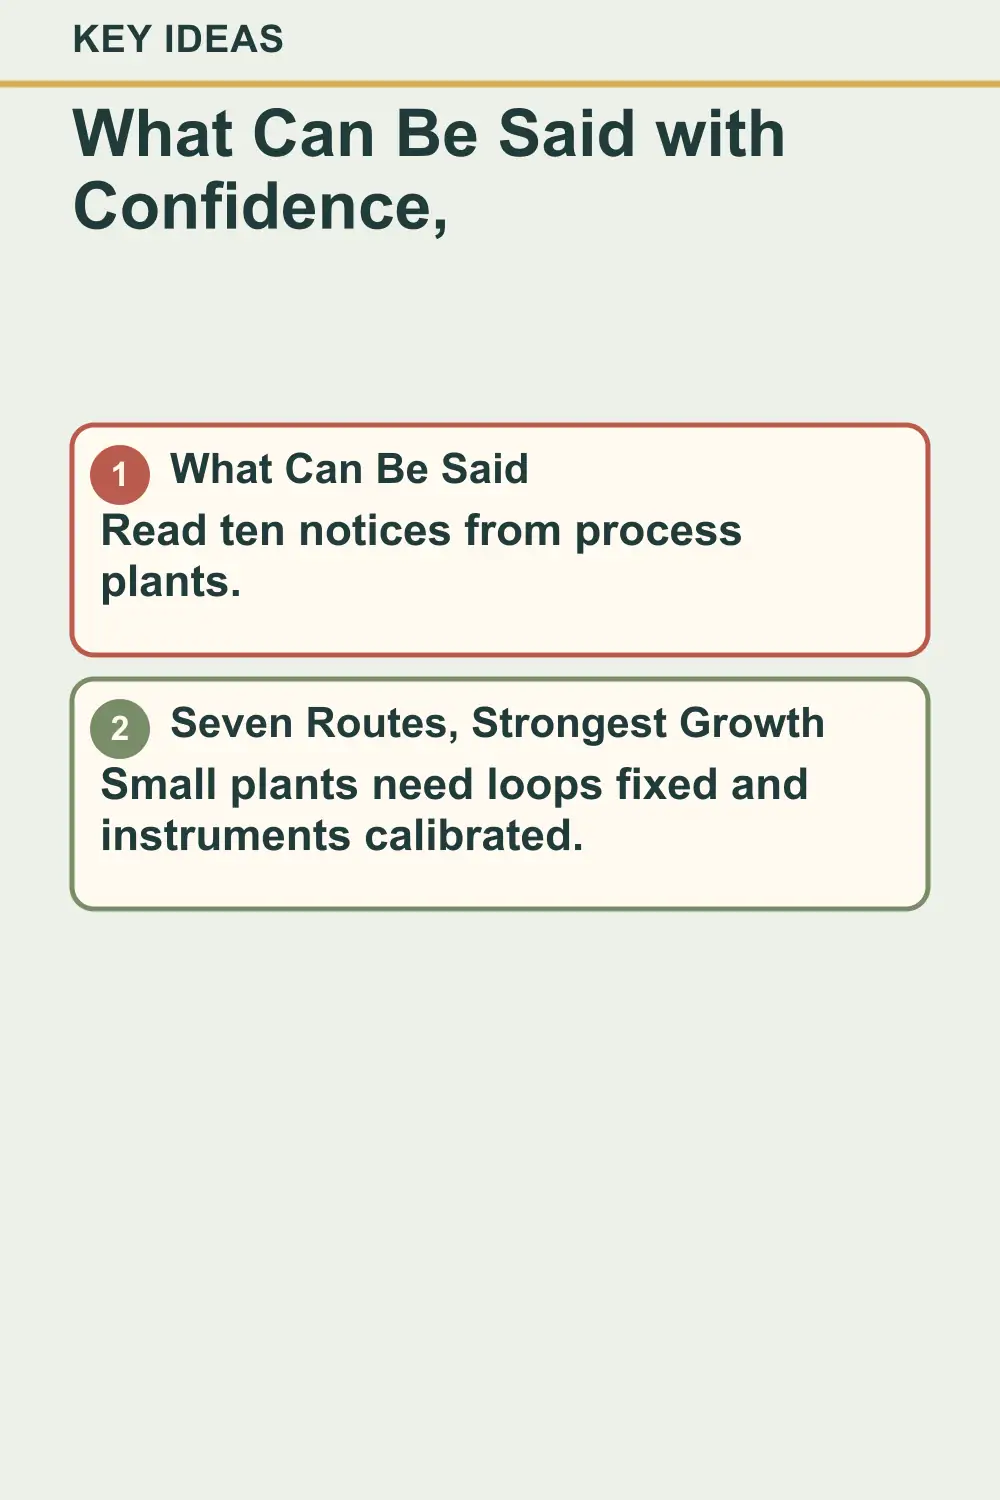 KEY IDEAS
What Can Be Said with
Confidence,
1 What Can Be Said
Read ten notices from process
plants.
2 Seven Routes, Strongest Growth
Small plants need loops fixed and
instruments calibrated.